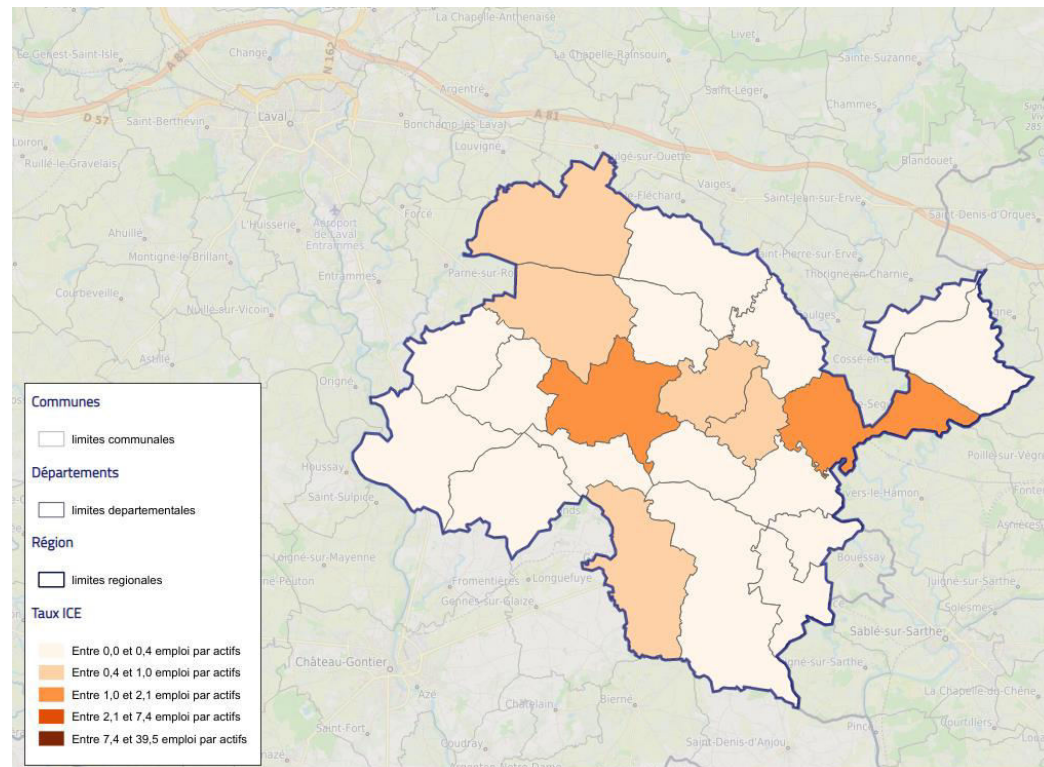 La Chapelle-Anthenaise
Le Genest-Saint-Isle
Changé
N 162
La Chapelle-Rainsouin
Livet
Sainte-Suzanne
A 81
Argentré
Saint-Léger
Chammes
D 57
Saint-Berthevin
Laval
Bonchamp-lès-Laval
A 81
Loiron
Ruillé-le-Gravelais
Louvigné
Blandouet
Vaiges
Saint-Jean-sur-Erve
Forcé
L'Huisserie
Aéroport
de Laval
Entrammes
Saint-Denis-d'Orques
Ahuillé
Montigné-le-Brillant
Entrammes
Thorigné-en-Charnie
Courbeveille
Nuillé-sur-Vicoin
Astillé
Origné
Communes
limites communales
Départements
limites departementales
Région
limites regionales
Taux ICE
Entre 0,0 et 0,4 emploi par actifs
Entre 0,4 et 1,0 emploi par actifs
Entre 1,0 et 2,1 emploi par actifs
Entre 2,1 et 7,4 emploi par actifs
Entre 7,4 et 39,5 emploi par actifs
Houssay
Saint-Sulpice
Bouessay
Fromentières
Longuefuye
Gennes-sur-Glaize
Juigné-sur-Sarthe
Solesmes
Sablé-sur-Sarthe
Château-Gontier
Azé
Bierné
Châtelain
Saint-Fort
Coudray
Saint-Denis-d'Anjou
Pincé
La Chapelle-du-Chêne